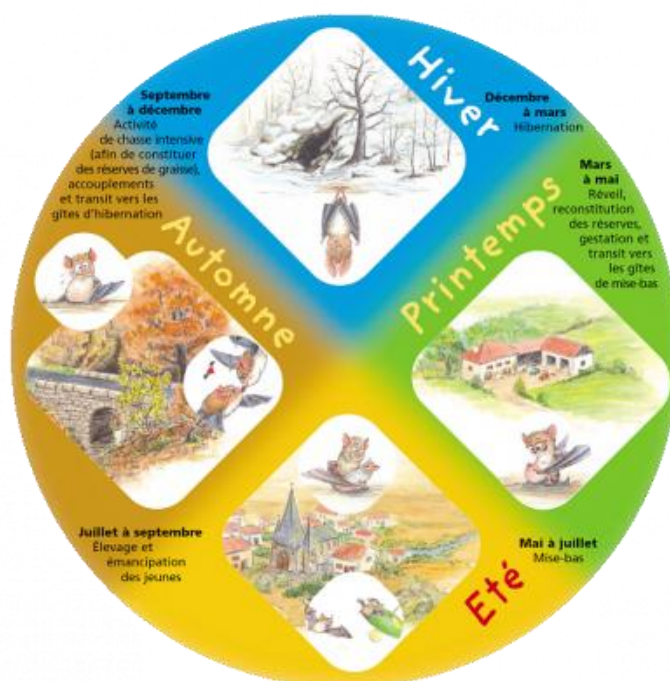 Hiver
Décembre
à mars
Hibernation
Printemps
Mars
à mai
Réveil,
reconstitution
des réserves,
gestation et
transit vers
les gîtes
de mise-bas
Eté
Mai à juillet
Mise-bas
Juillet à septembre
Élevage et
émancipation
des jeunes
Automne
Septembre
à décembre
Activité
de chasse intensive
(afin de constituer
des réserves de graisse),
accouplements
et transit vers les
gîtes d'hibernation